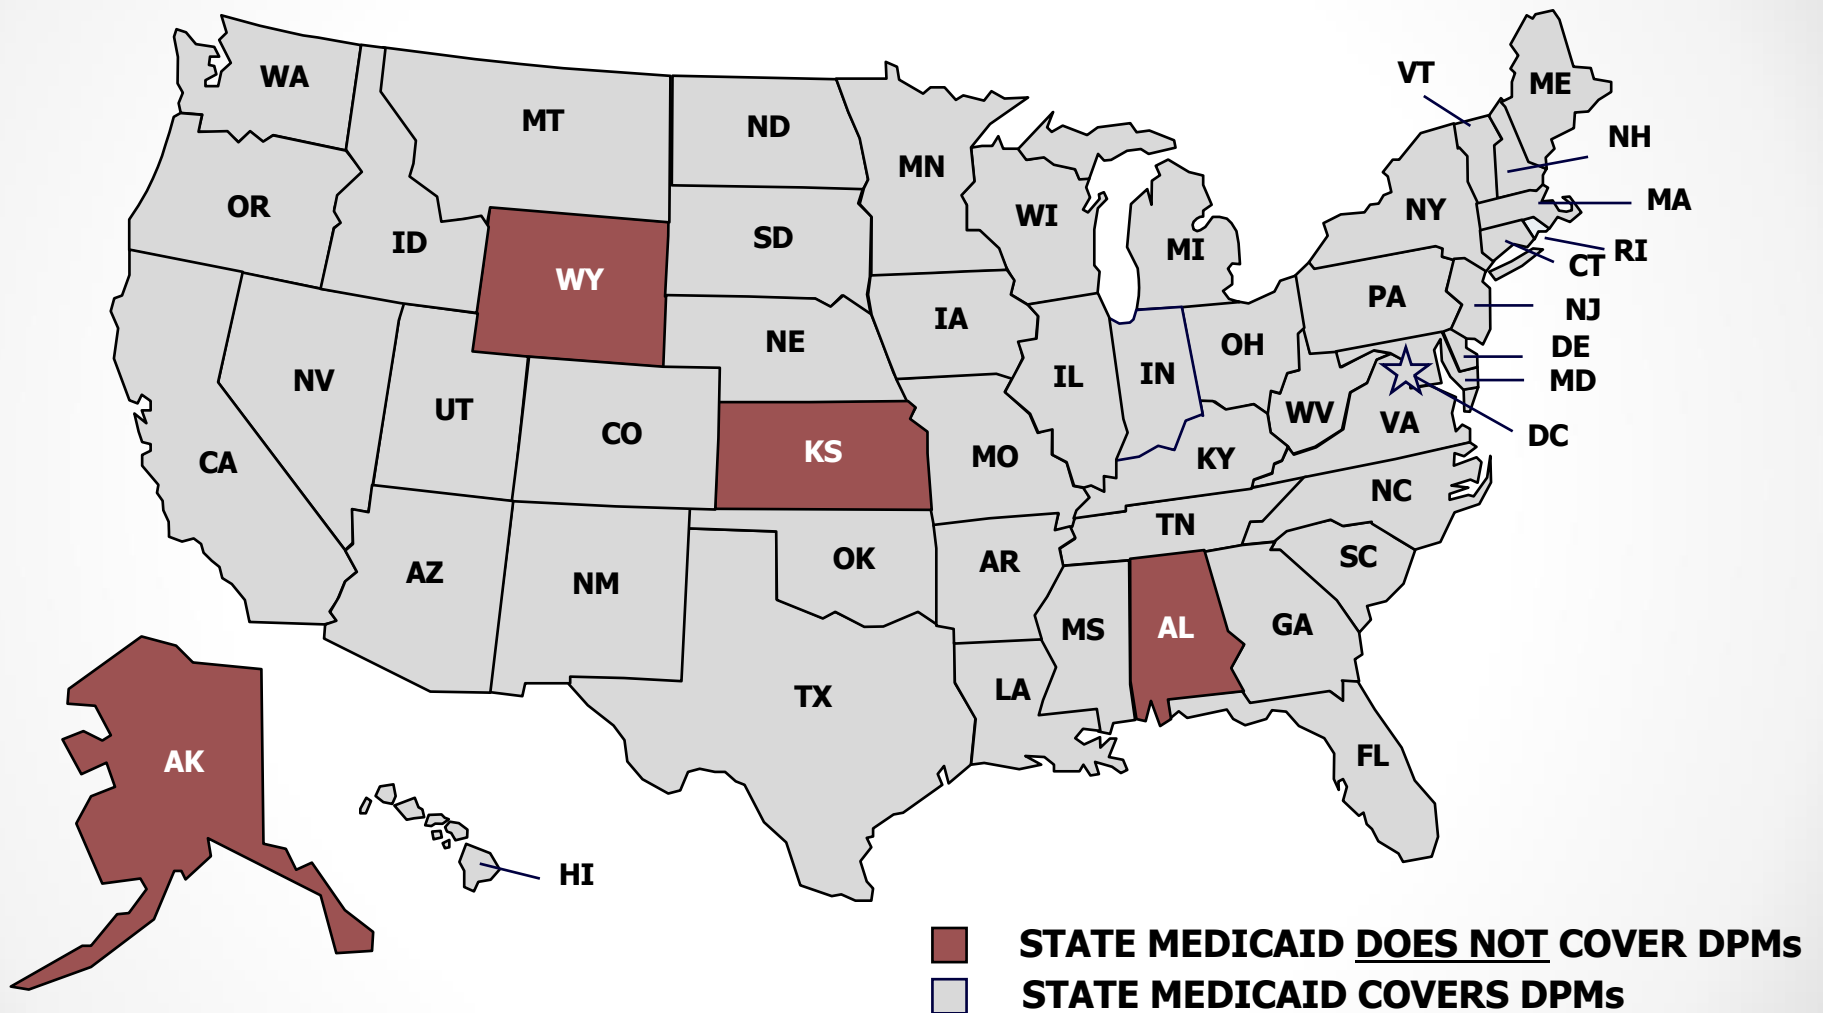 WA
MT
ND
MN
VT
ME
NH
OR
ID
SD
WI
MI
NY
MA
RI
CT
WY
IA
PA
NJ
NE
OH
DE
MD
NV
UT
CO
KS
IL
IN
WV
VA
DC
CA
MO
KY
NC
TN
AZ
NM
OK
AR
SC
MS
AL
GA
TX
LA
FL
AK
HI
STATE MEDICAID DOES NOT COVER DPMs
STATE MEDICAID COVERS DPMs